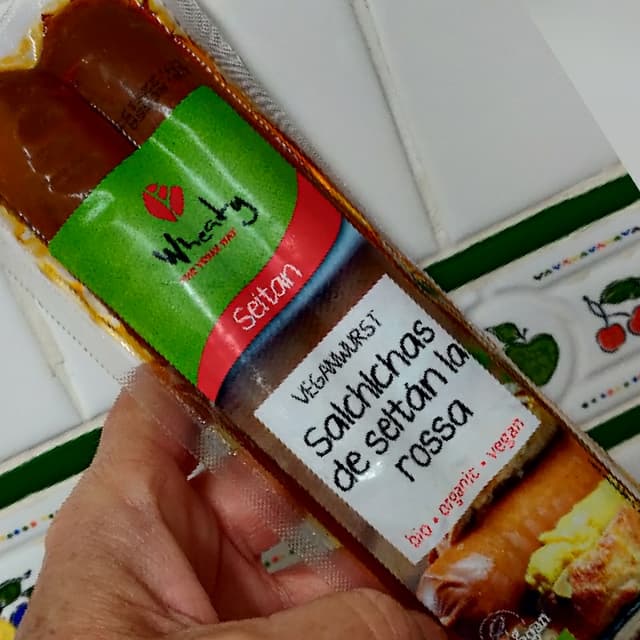 Wheaty
Seitan
VEGANWURST
salchichas
de seitán la
rossa
bio • organic • vegan